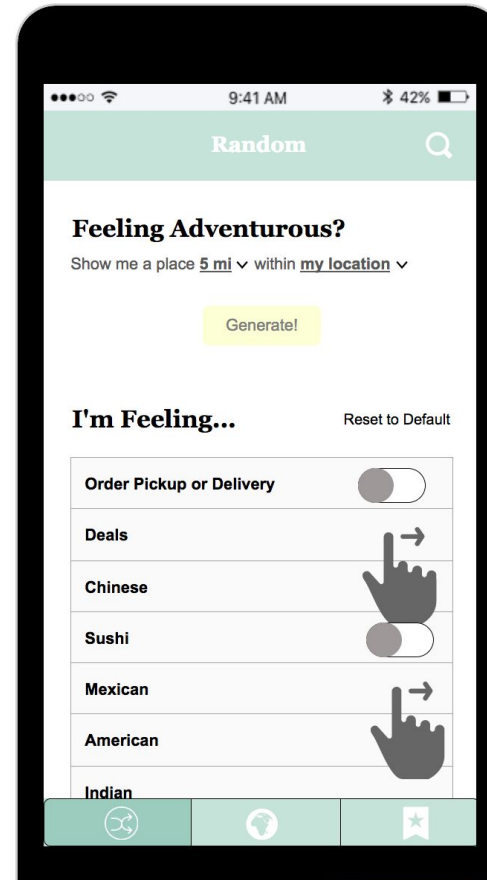 9:41 AM 42%
Random
Feeling Adventurous?
Show me a place 5 mi within my location
Generate!
I'm Feeling... Reset to Default
Order Pickup or Delivery
Deals
Chinese
Sushi
Mexican
American
Indian